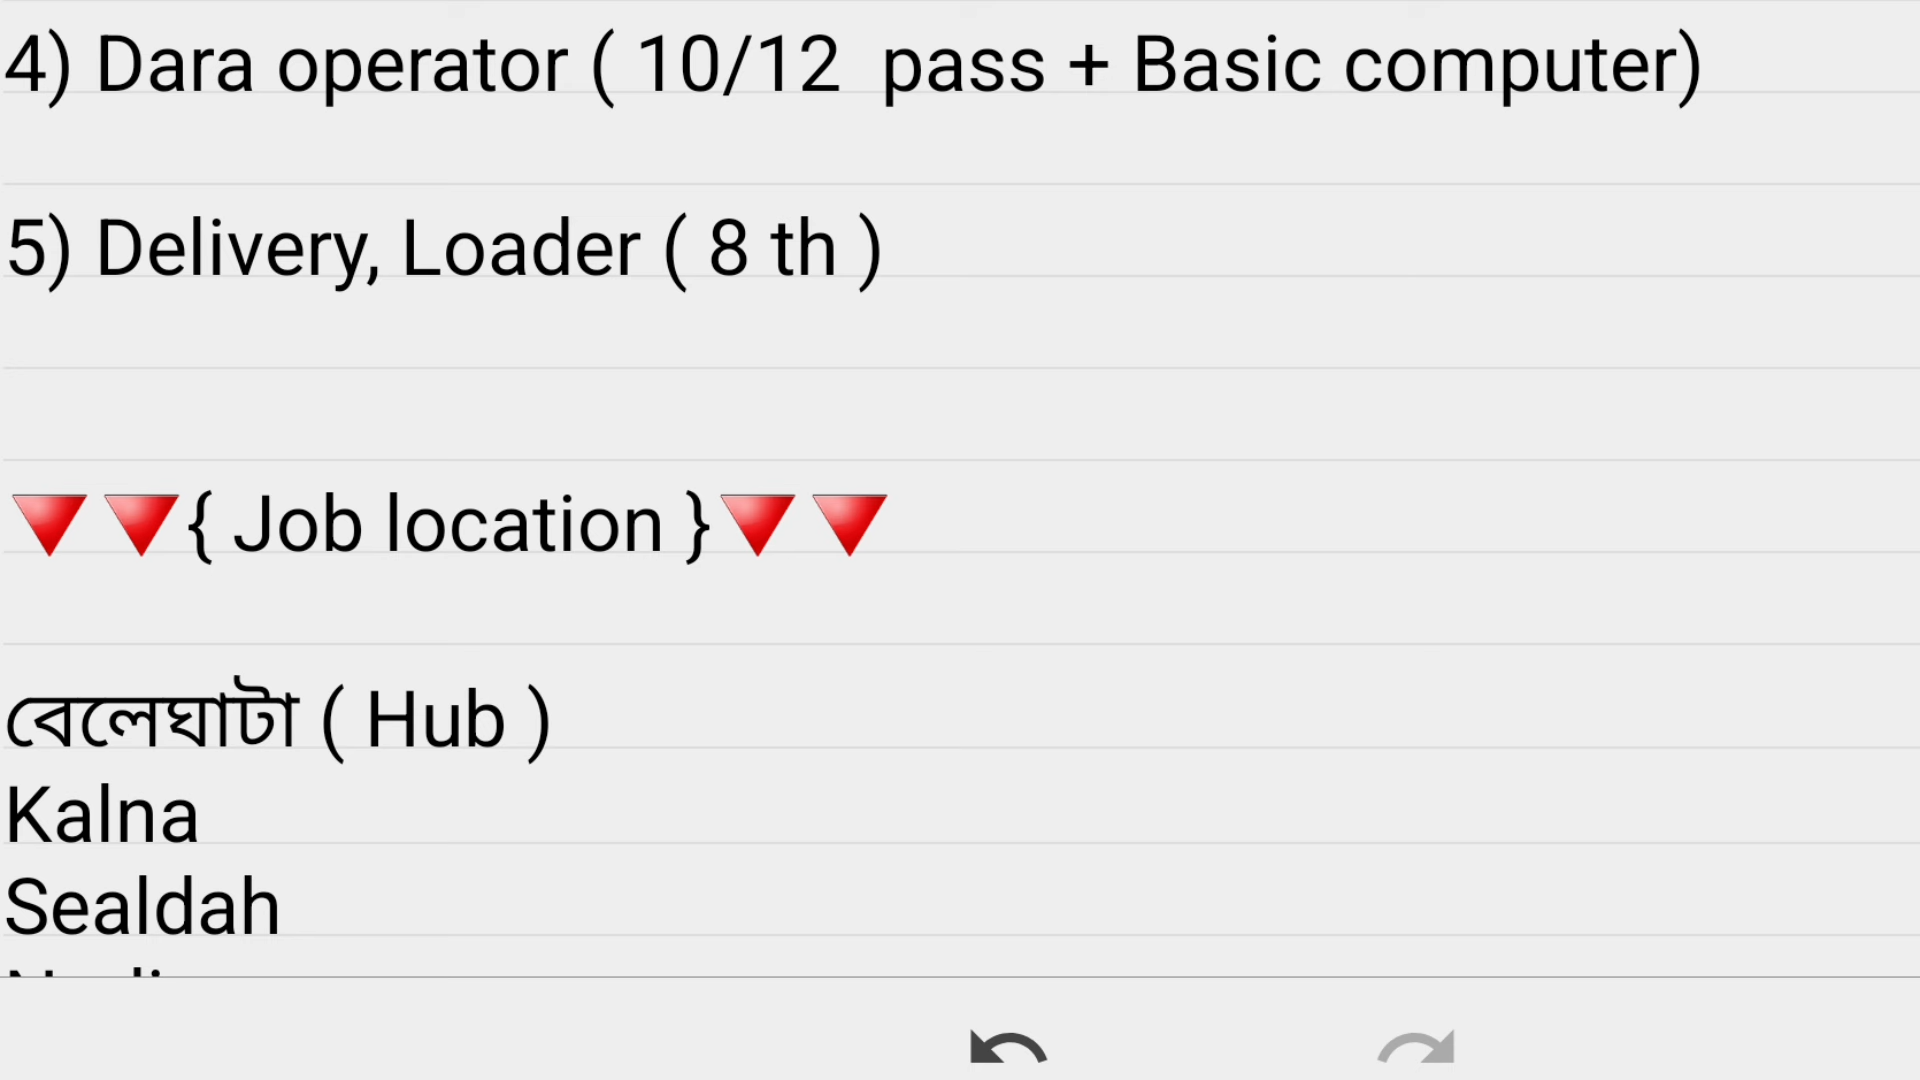 4) Dara operator ( 10/12  pass + Basic computer)
5) Delivery, Loader ( 8 th )
🔻🔻{ Job location }🔻🔻
বেলেঘাটা ( Hub )
Kalna
Sealdah